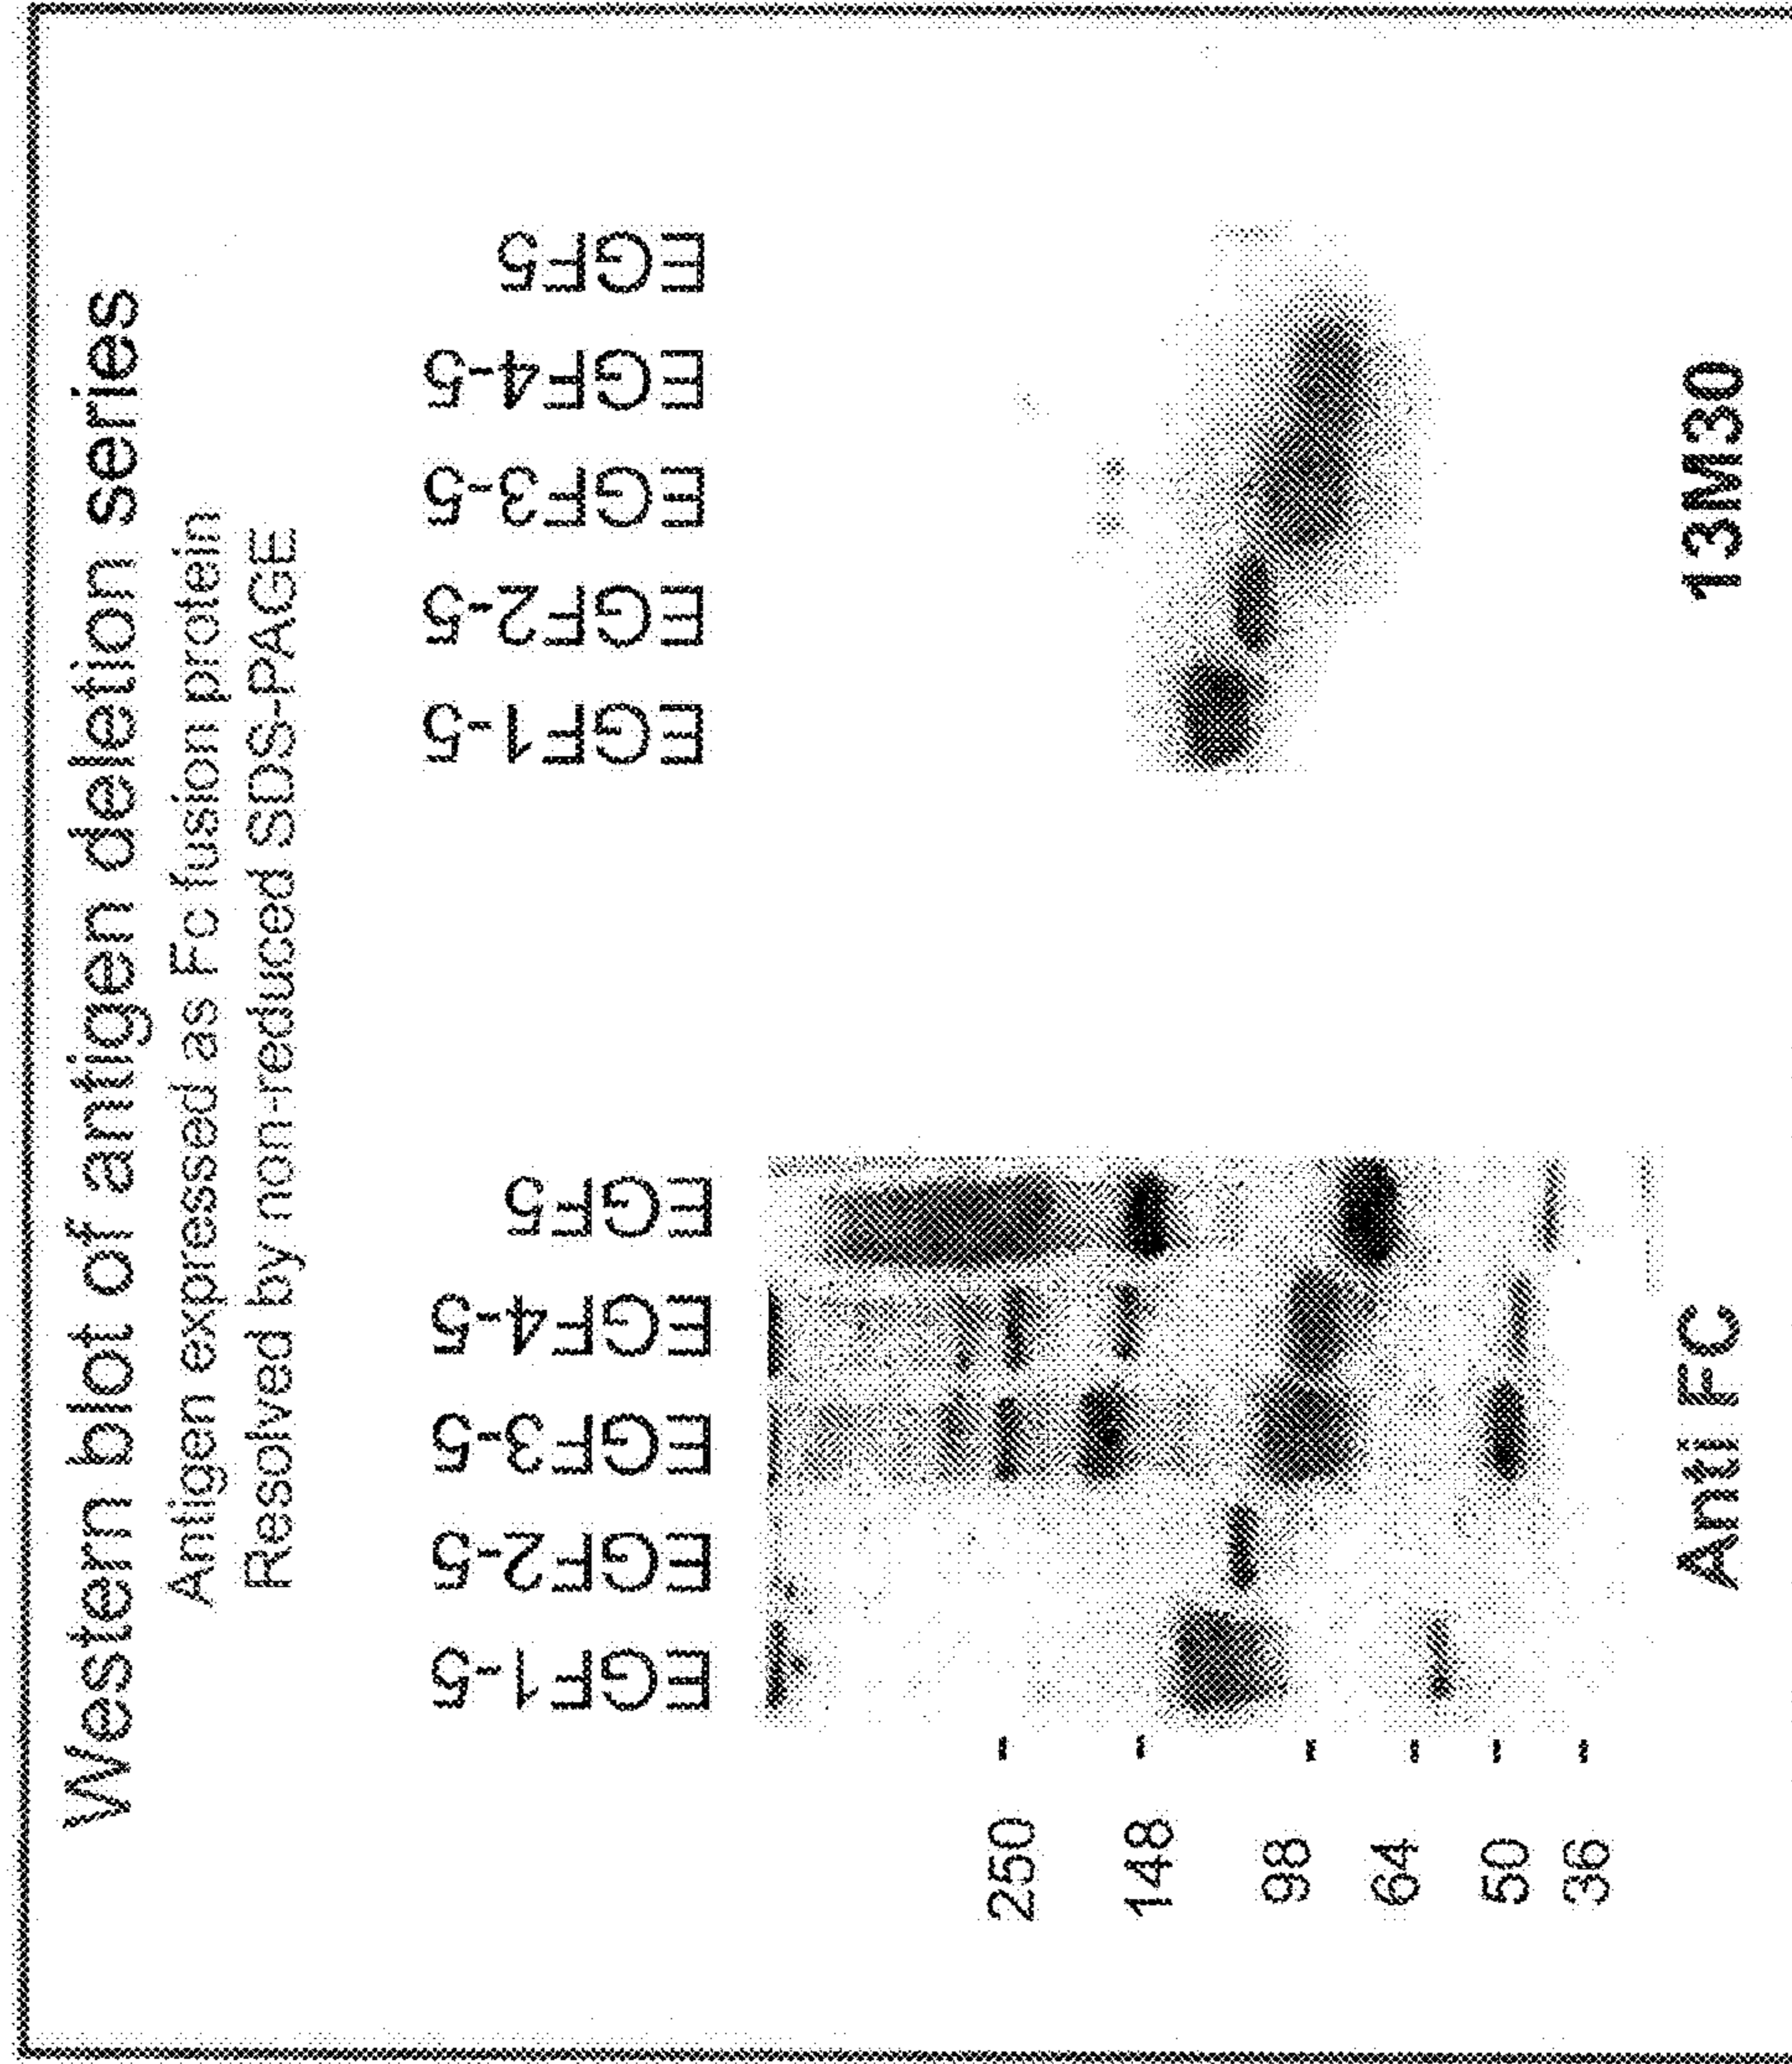 Western blot of antigen deletion series
Antigen expressed as Fc fusion protein
Resolved by non-reduced SDS-PAGE
EGF1-5 EGF2-5 EGF3-5 EGF4-5 EGF5 EGF1-5 EGF2-5 EGF3-5 EGF4-5 EGF5
250
148
98
64
50
36
Anti FC 13M30